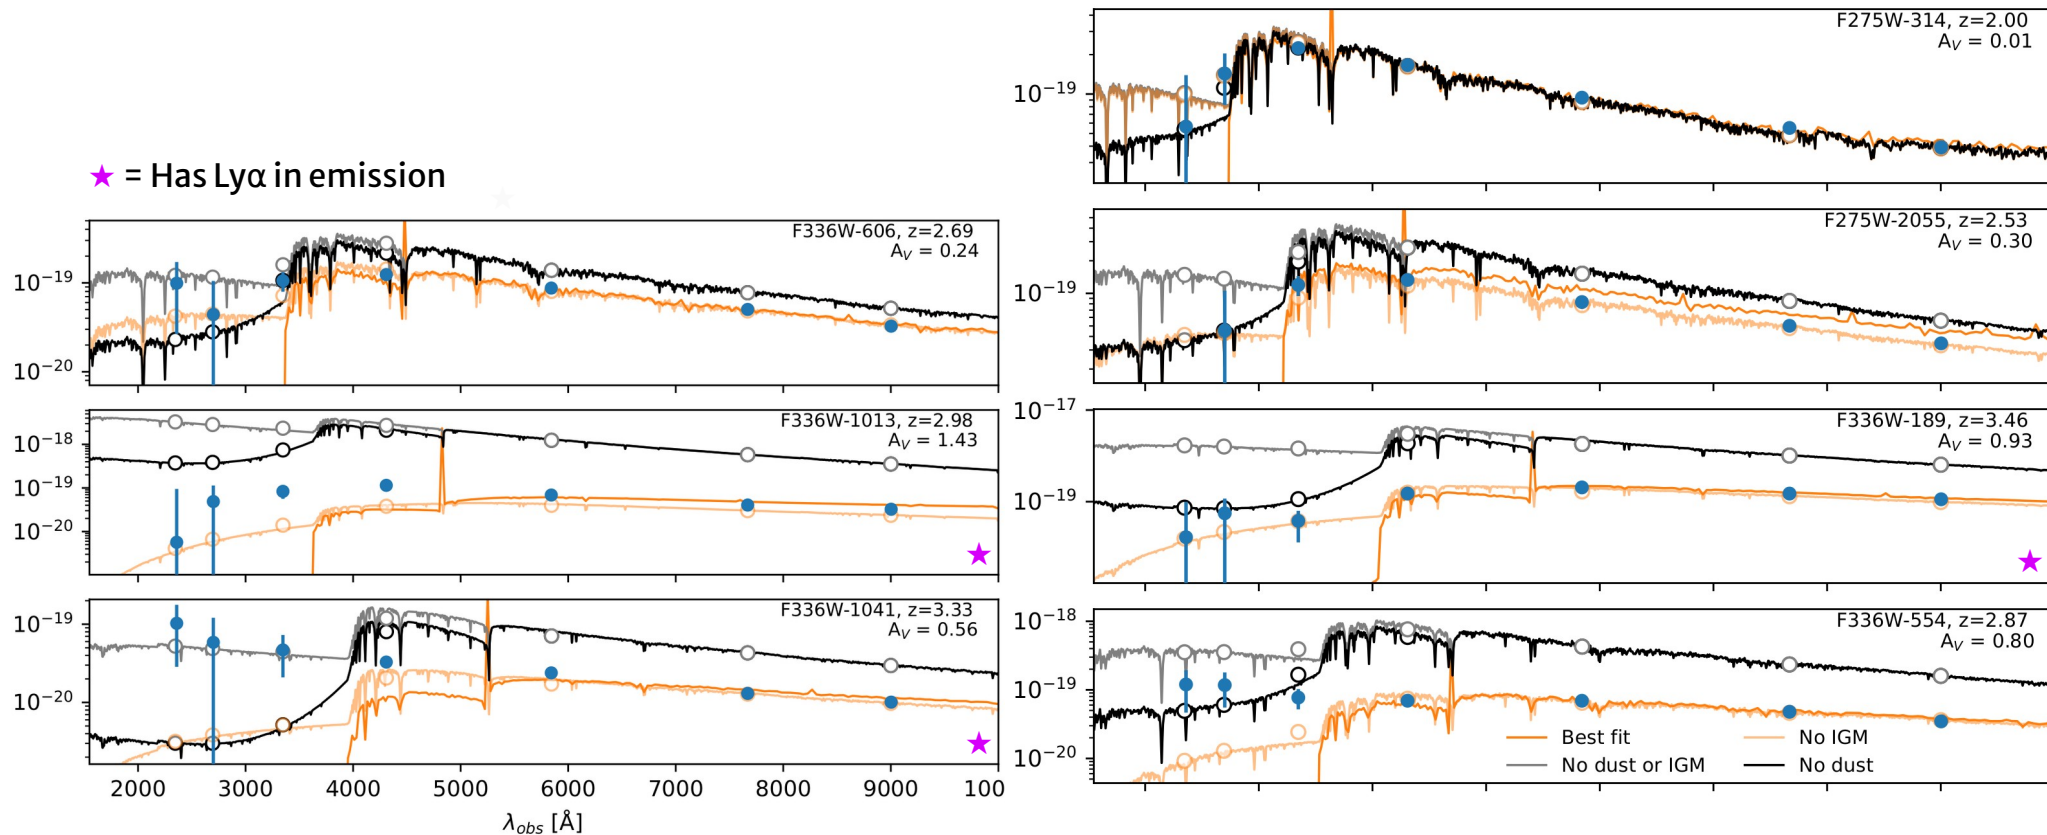 ★ = Has Lyα in emission
F336W-606, z=2.69
A_V = 0.24
10⁻¹⁹
10⁻²⁰
F336W-1013, z=2.98
A_V = 1.43
10⁻¹⁸
10⁻¹⁹
10⁻²⁰
F336W-1041, z=3.33
A_V = 0.56
10⁻¹⁹
10⁻²⁰
2000 3000 4000 5000 6000 7000 8000 9000 100
λ_obs [Å]
F275W-314, z=2.00
A_V = 0.01
10⁻¹⁹
F275W-2055, z=2.53
A_V = 0.30
10⁻¹⁹
10⁻¹⁷
F336W-189, z=3.46
A_V = 0.93
10⁻¹⁹
10⁻¹⁸
F336W-554, z=2.87
A_V = 0.80
10⁻¹⁹
10⁻²⁰
Best fit
No IGM
No dust or IGM
No dust